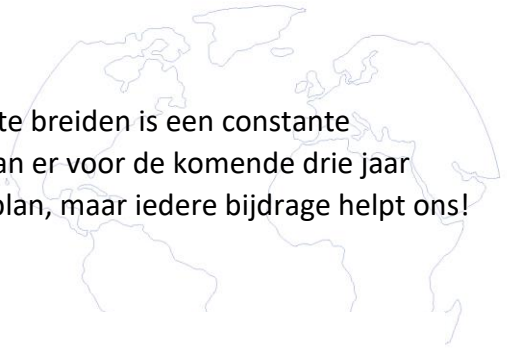 te breiden is een constante
an er voor de komende drie jaar
plan, maar iedere bijdrage helpt ons!